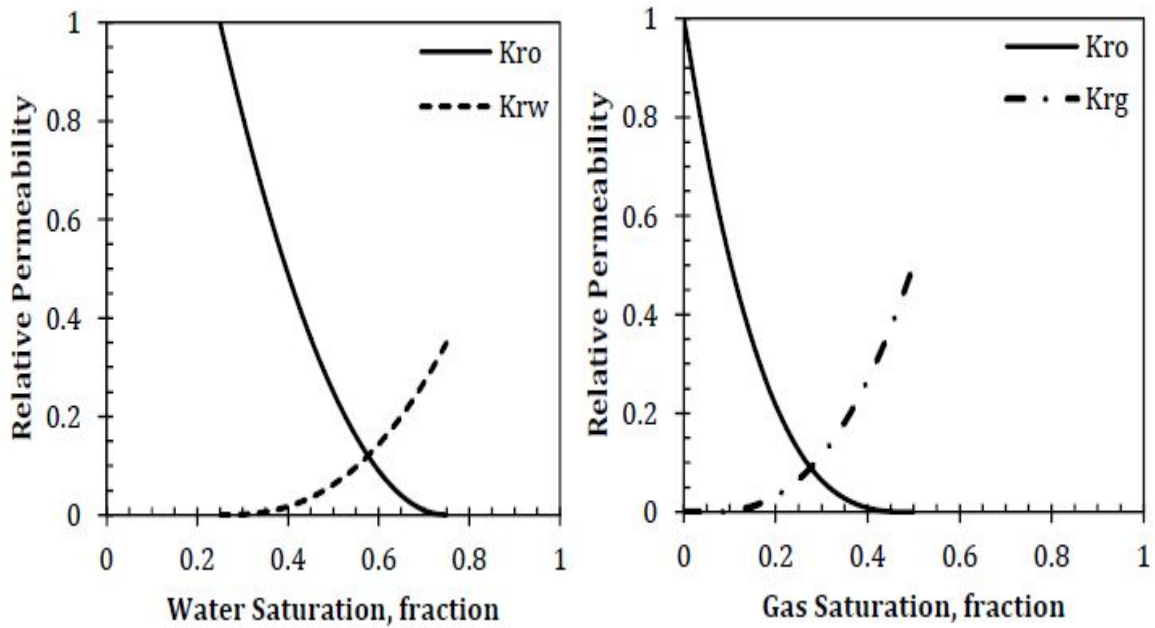 Relative Permeability
1
0.8
0.6
0.4
0.2
0
Kro
Krw
0 0.2 0.4 0.6 0.8 1
Water Saturation, fraction
Relative Permeability
1
0.8
0.6
0.4
0.2
0
Kro
Krg
0 0.2 0.4 0.6 0.8 1
Gas Saturation, fraction